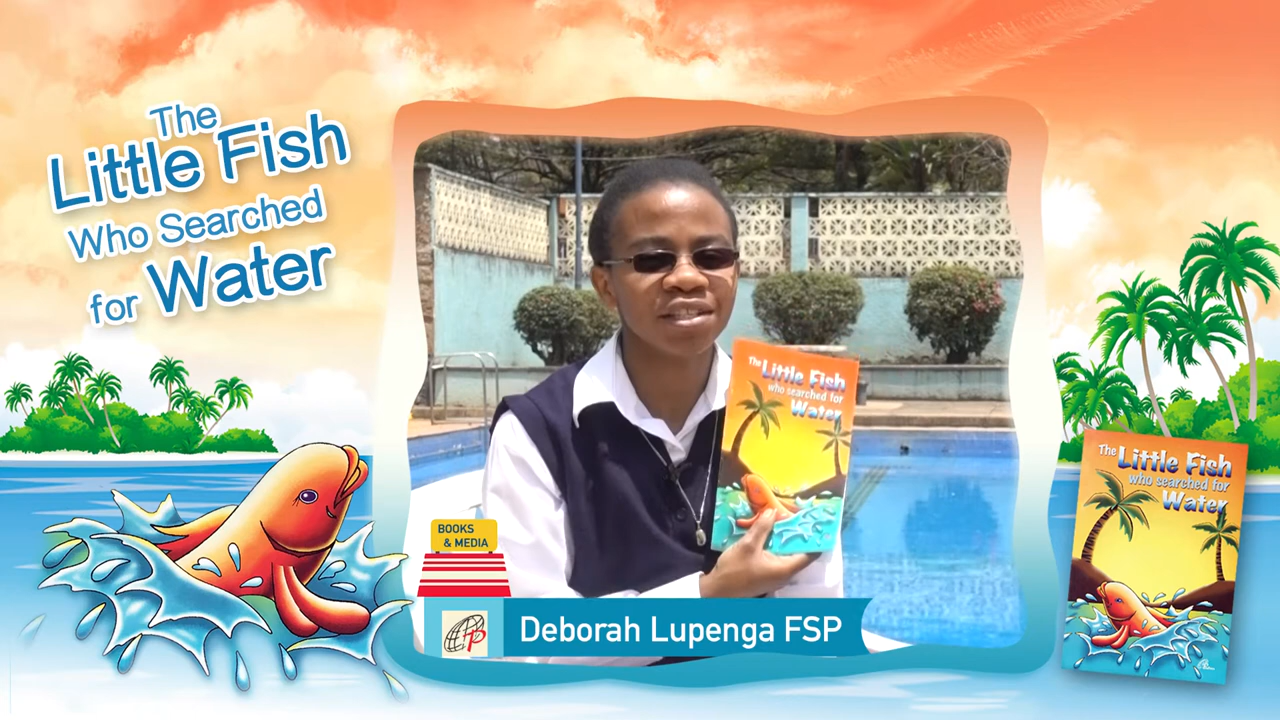 The
Little Fish
Who Searched
for Water
The Little Fish
who searched for
Water
BOOKS
& MEDIA
Deborah Lupenga FSP
The Little Fish
who searched for
Water